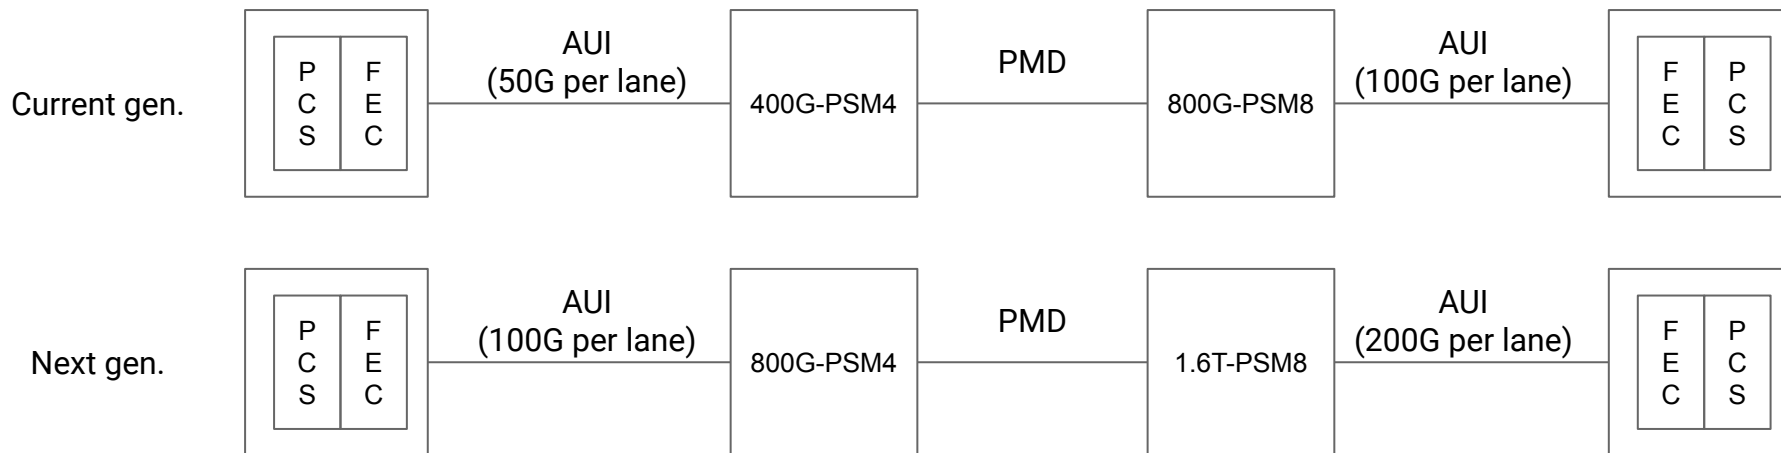 Current gen.
P
C
S
F
E
C
AUI
(50G per lane)
400G-PSM4
PMD
800G-PSM8
AUI
(100G per lane)
F
E
C
P
C
S
Next gen.
P
C
S
F
E
C
AUI
(100G per lane)
800G-PSM4
PMD
1.6T-PSM8
AUI
(200G per lane)
F
E
C
P
C
S